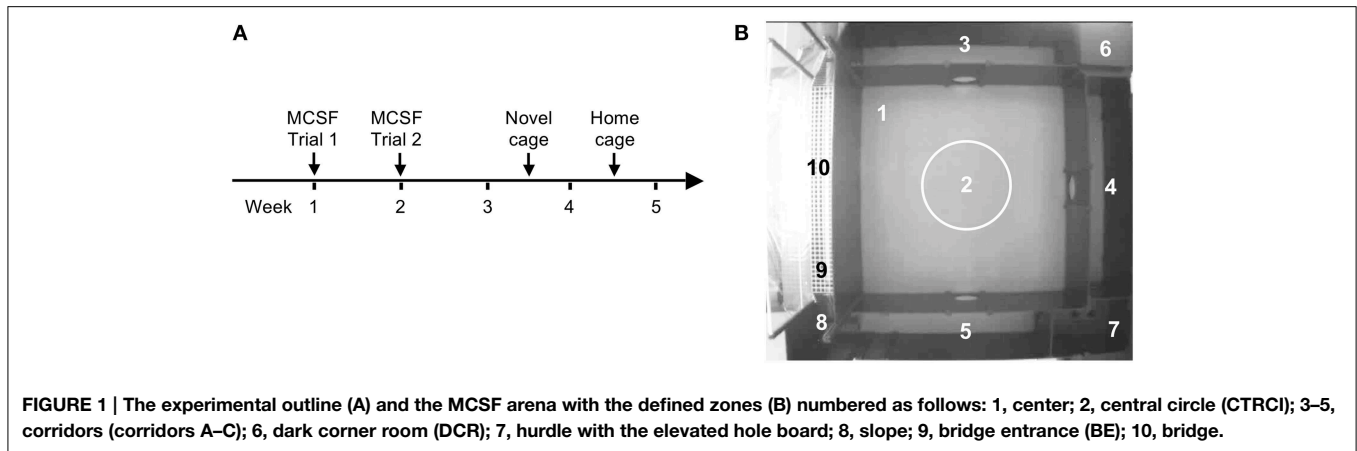 A
MCSF MCSF Novel Home
Trial 1 Trial 2 cage cage
Week 1 2 3 4 5
B
3
6
1
10
2
4
9
8
5
7
FIGURE 1 | The experimental outline (A) and the MCSF arena with the defined zones (B) numbered as follows: 1, center; 2, central circle (CTRCI); 3–5,
corridors (corridors A–C); 6, dark corner room (DCR); 7, hurdle with the elevated hole board; 8, slope; 9, bridge entrance (BE); 10, bridge.